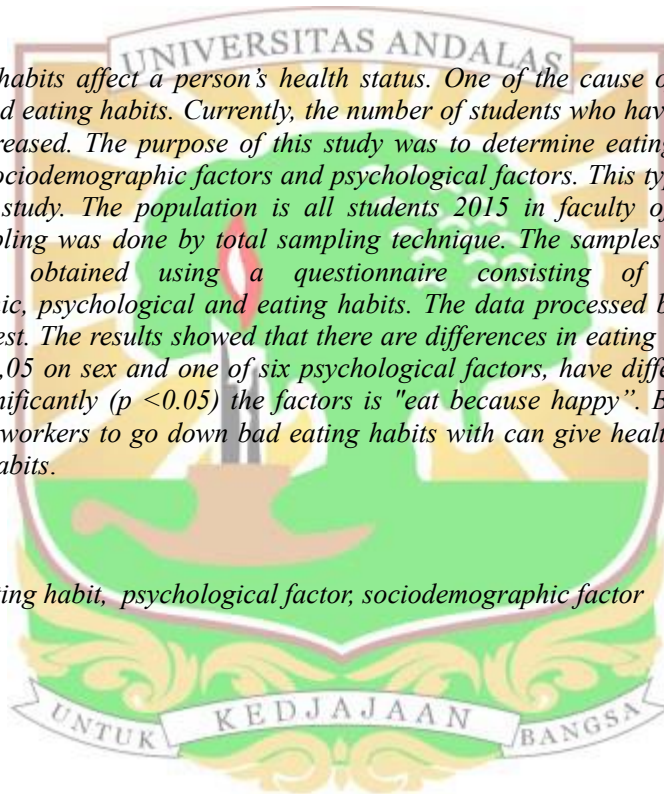 UNIVERSITAS ANDALAS
habits affect a person’s health status. One of the cause o
d eating habits. Currently, the number of students who hav
reased. The purpose of this study was to determine eating
ociodemographic factors and psychological factors. This ty
study. The population is all students 2015 in faculty o
pling was done by total sampling technique. The samples
obtained using a questionnaire consisting of
ic, psychological and eating habits. The data processed b
est. The results showed that there are differences in eating
,05 on sex and one of six psychological factors, have diffe
nificantly (p <0.05) the factors is "eat because happy”. B
workers to go down bad eating habits with can give healt
abits.
ting habit, psychological factor, sociodemographic factor
UNTUK KEDJAJAAN BANGSA